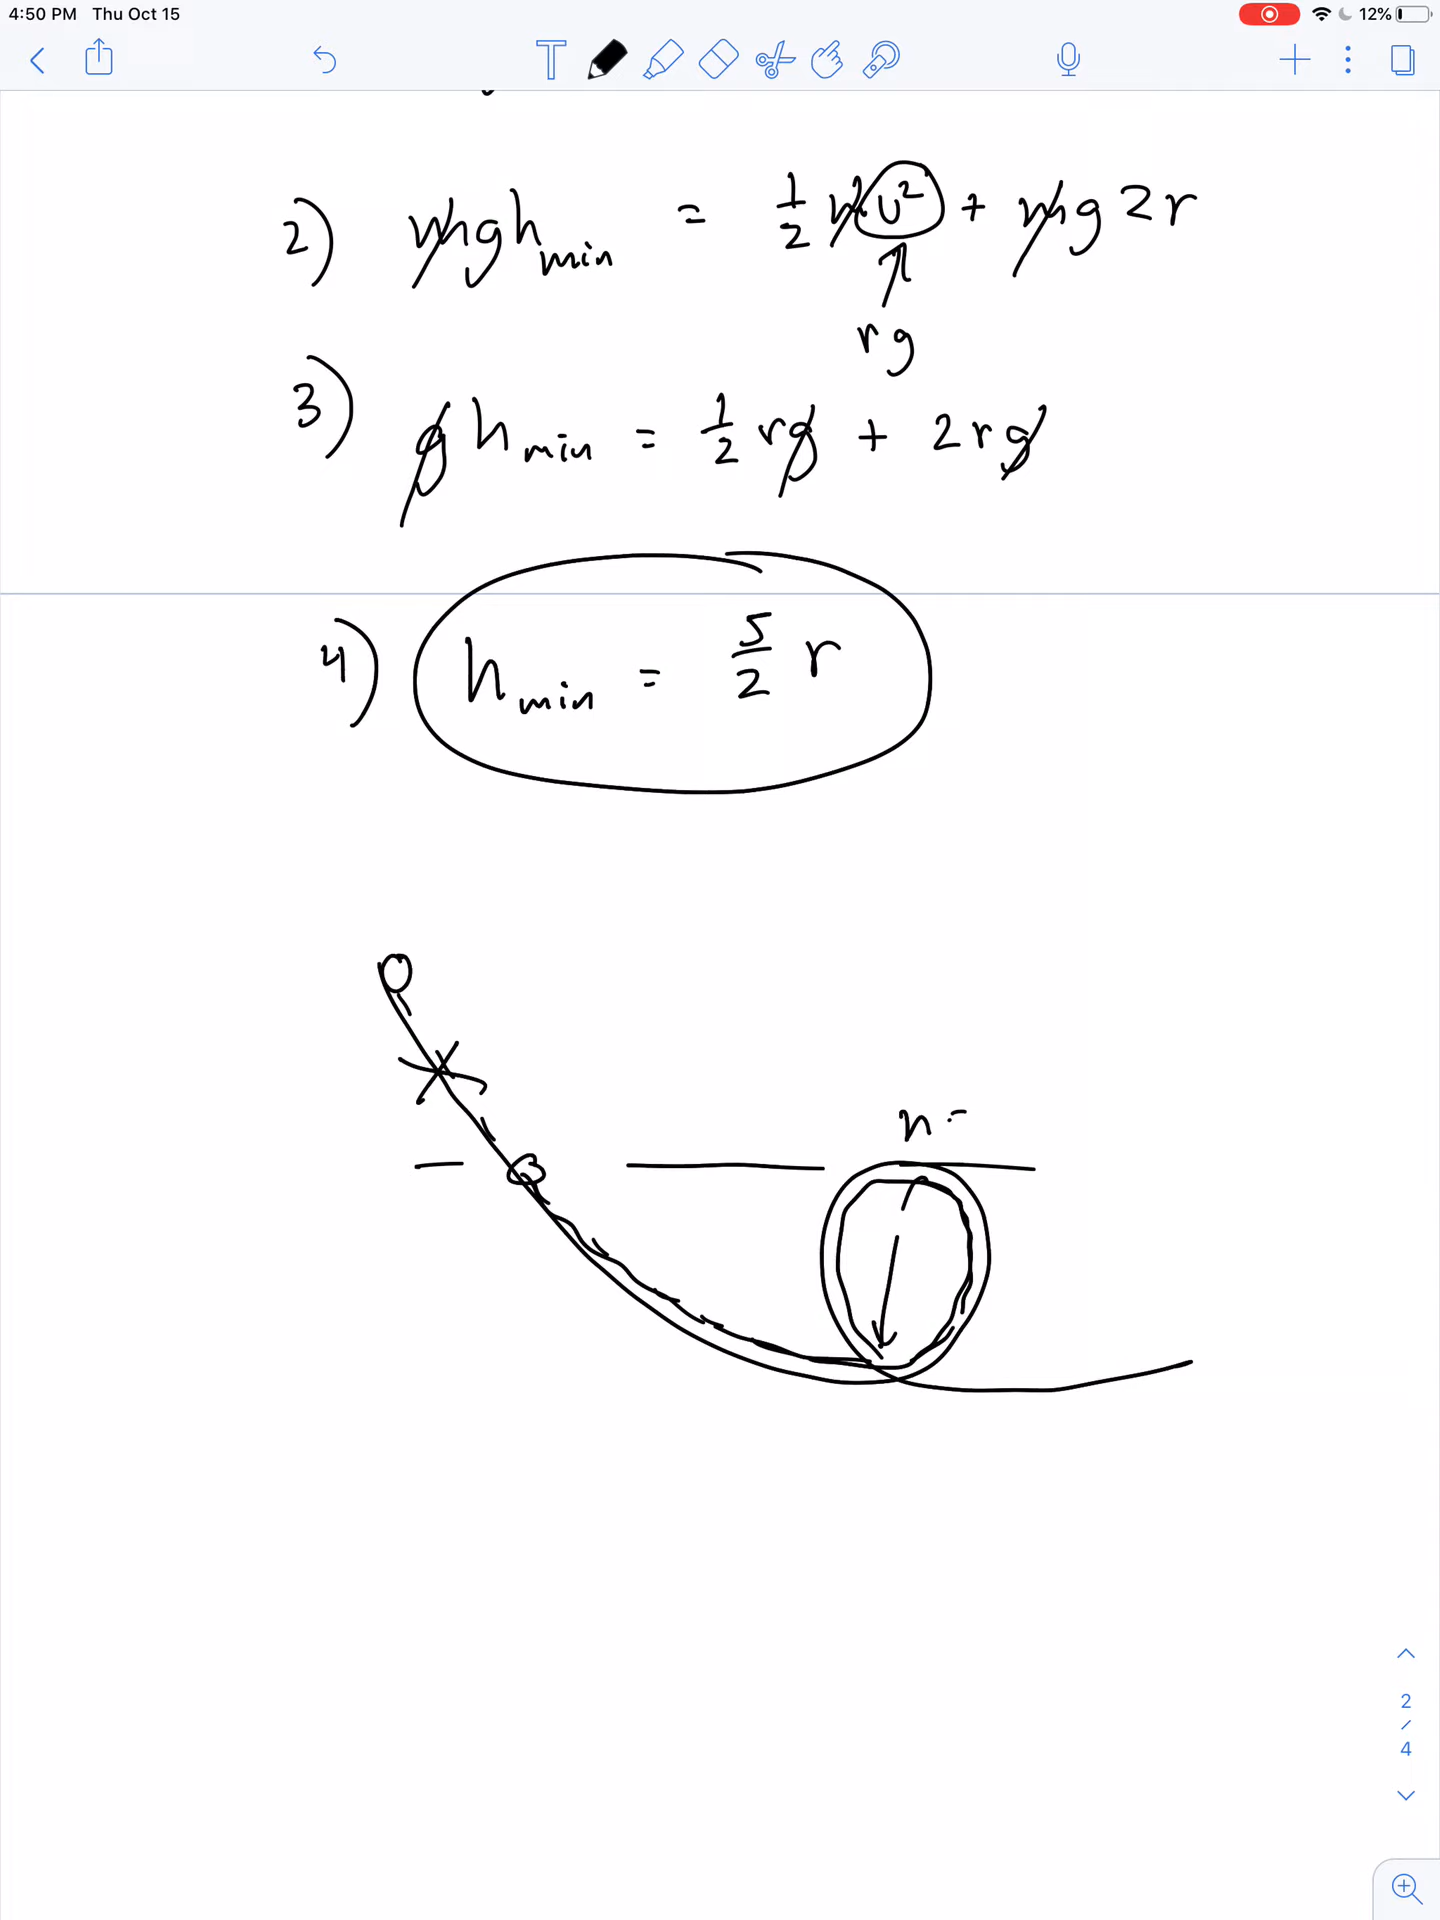 4:50 PM Thu Oct 15 12%
2) mgh_min = 1/2 mv² + mg2r
rg
3) gh_min = 1/2 rg + 2rg
4) h_min = 5/2 r
n =
2
/
4